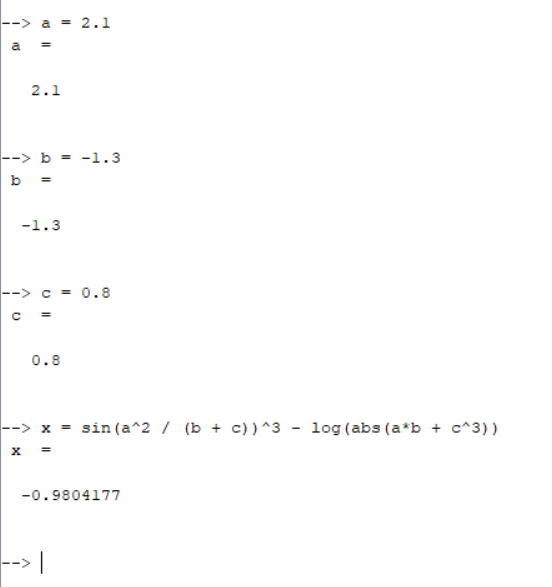 --> a = 2.1
a =
2.1
--> b = -1.3
b =
-1.3
--> c = 0.8
c =
0.8
--> x = sin(a^2 / (b + c))^3 - log(abs(a*b + c^3))
x =
-0.9804177
-->